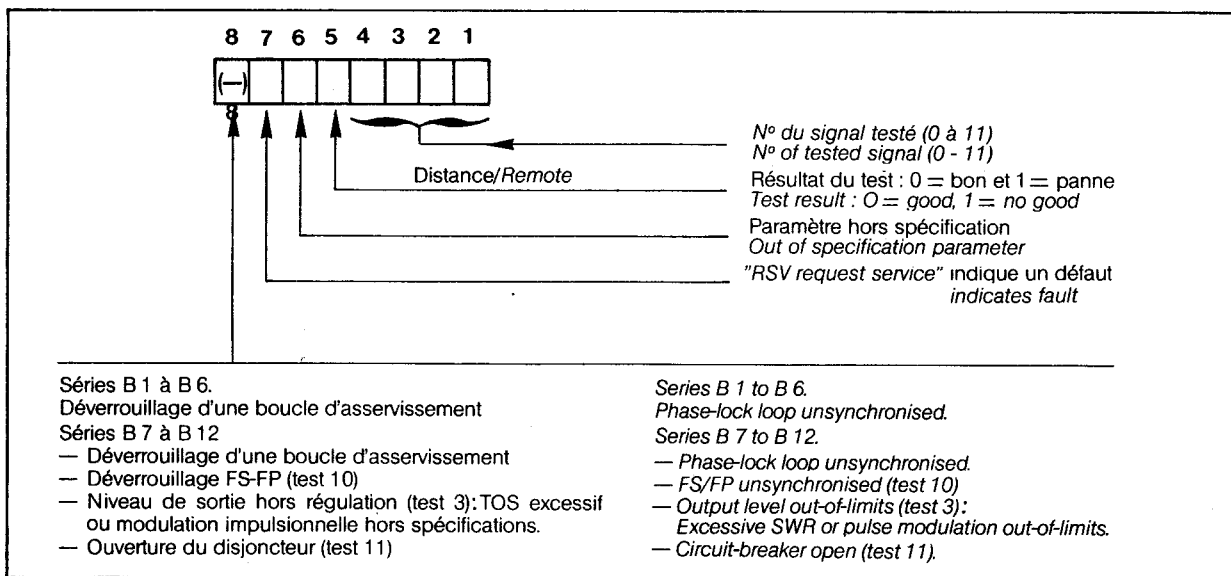 8 7 6 5 4 3 2 1
(—)
8
Nº du signal testé (0 à 11)
Nº of tested signal (0 - 11)
Distance/Remote
Résultat du test : 0 = bon et 1 = panne
Test result : O = good, 1 = no good
Paramètre hors spécification
Out of specification parameter
"RSV request service" indique un défaut
indicates fault
Séries B 1 à B 6.
Déverrouillage d'une boucle d'asservissement
Séries B 7 à B 12
— Déverrouillage d'une boucle d'asservissement
— Déverrouillage FS-FP (test 10)
— Niveau de sortie hors régulation (test 3): TOS excessif
ou modulation impulsionnelle hors spécifications.
— Ouverture du disjoncteur (test 11)
Series B 1 to B 6.
Phase-lock loop unsynchronised.
Series B 7 to B 12.
— Phase-lock loop unsynchronised.
— FS/FP unsynchronised (test 10)
— Output level out-of-limits (test 3):
Excessive SWR or pulse modulation out-of-limits.
— Circuit-breaker open (test 11).